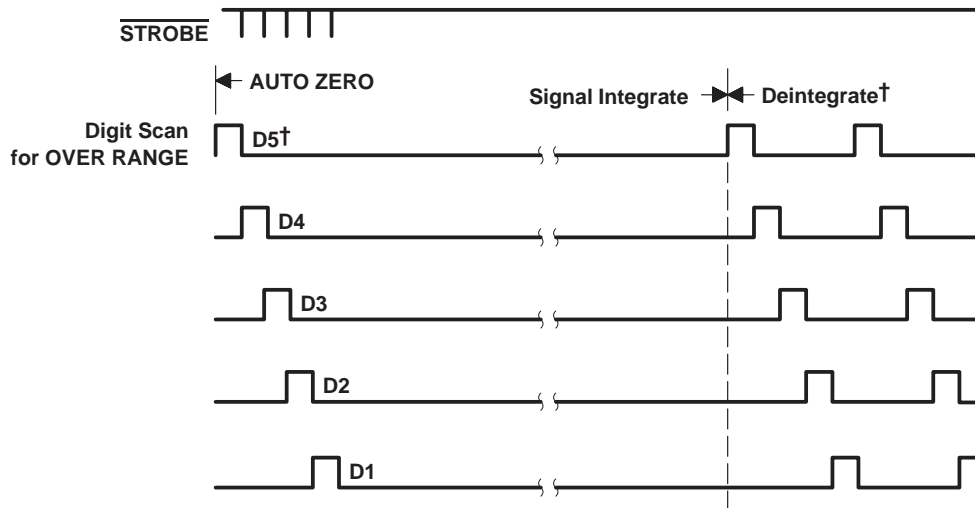 STROBE
AUTO ZERO
Signal Integrate
Deintegrate†
Digit Scan
for OVER RANGE
D5†
D4
D3
D2
D1